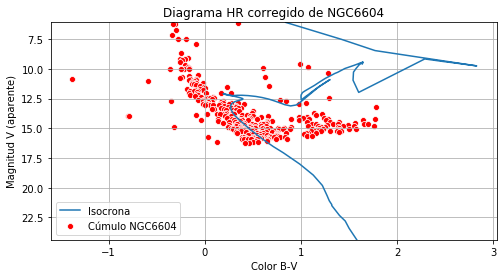 Diagrama HR corregido de NGC6604
Magnitud V (aparente)
7.5
10.0
12.5
15.0
17.5
20.0
22.5
Isocrona
Cúmulo NGC6604
−1
0
1
2
3
Color B-V